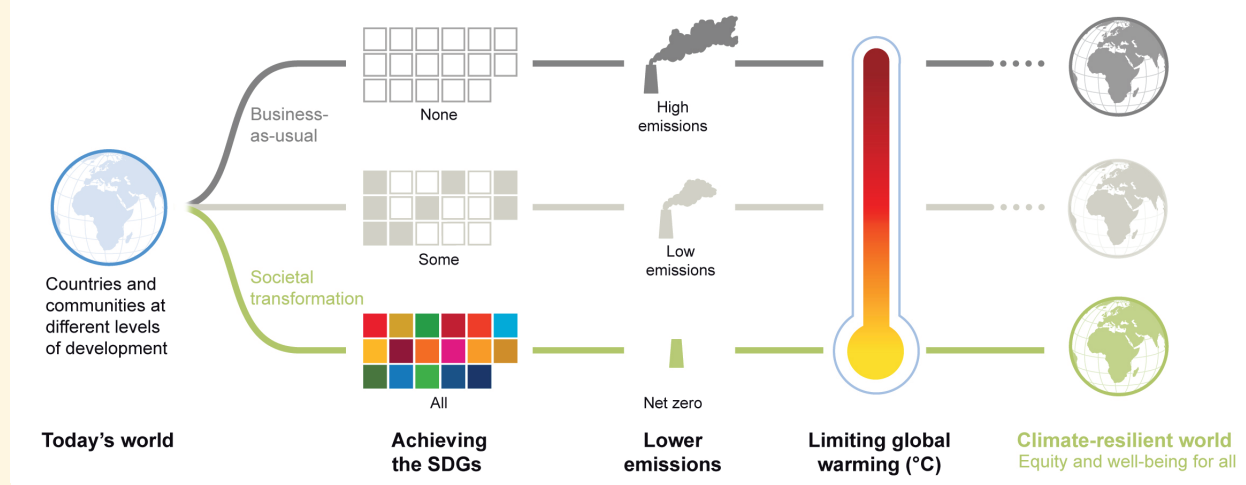 Business-
as-usual
None
High
emissions
Some
Low
emissions
Countries and
communities at
different levels
of development
Societal
transformation
All
Net zero
Today’s world
Achieving
the SDGs
Lower
emissions
Limiting global
warming (°C)
Climate-resilient world
Equity and well-being for all